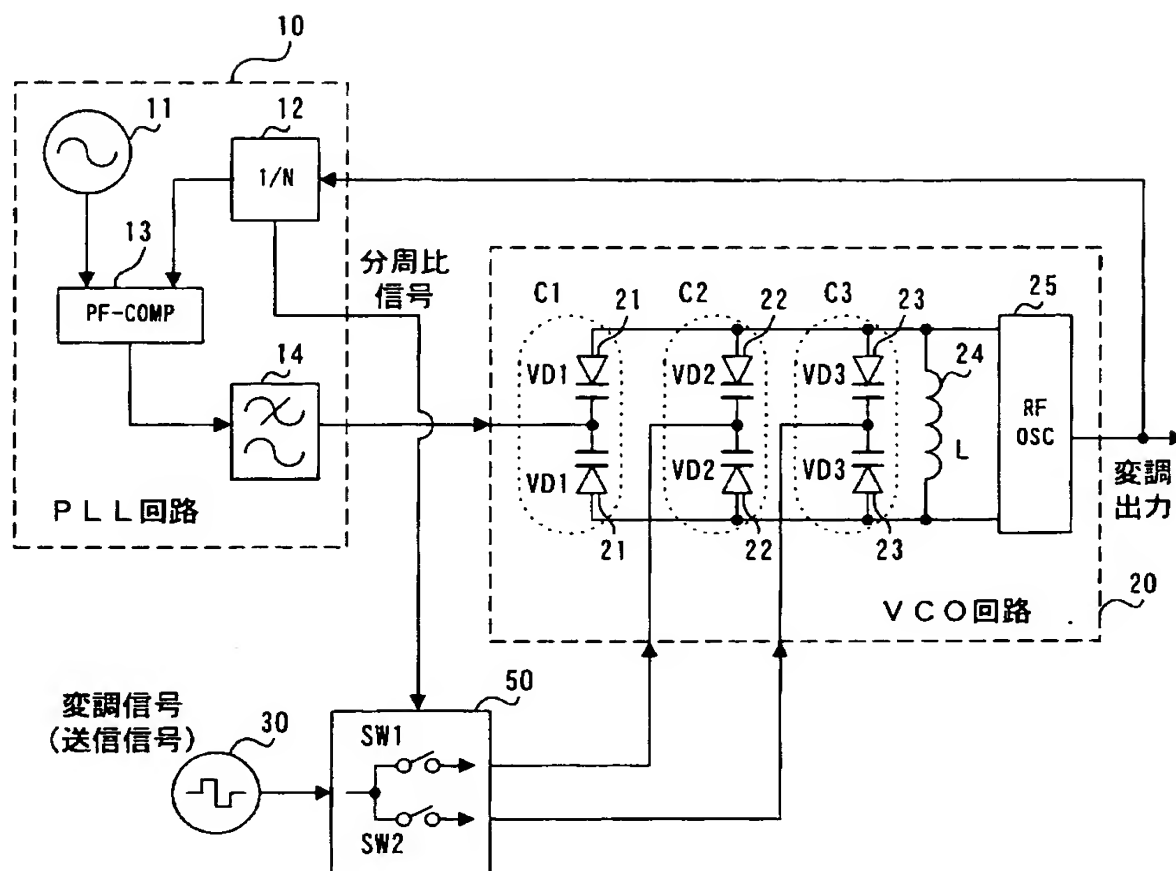 10
11
12
1/N
13
PF-COMP
14
PLL回路
分周比
信号
C1
21
C2
22
C3
23
25
24
VD1
VD2
VD3
RF
OSC
L
VD1
VD2
VD3
21
22
23
変調
出力
VCO回路
20
変調信号
(送信信号)
30
50
SW1
SW2